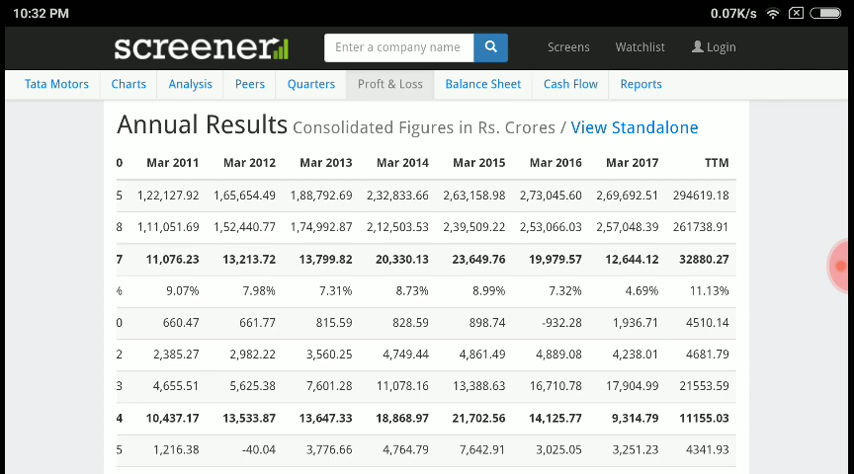 10:32 PM 0.07K/s
screener Enter a company name Screens Watchlist Login
Tata Motors Charts Analysis Peers Quarters Proft & Loss Balance Sheet Cash Flow Reports
Annual Results Consolidated Figures in Rs. Crores / View Standalone
0 Mar 2011 Mar 2012 Mar 2013 Mar 2014 Mar 2015 Mar 2016 Mar 2017 TTM
5 1,22,127.92 1,65,654.49 1,88,792.69 2,32,833.66 2,63,158.98 2,73,045.60 2,69,692.51 294619.18
8 1,11,051.69 1,52,440.77 1,74,992.87 2,12,503.53 2,39,509.22 2,53,066.03 2,57,048.39 261738.91
7 11,076.23 13,213.72 13,799.82 20,330.13 23,649.76 19,979.57 12,644.12 32880.27
% 9.07% 7.98% 7.31% 8.73% 8.99% 7.32% 4.69% 11.13%
0 660.47 661.77 815.59 828.59 898.74 -932.28 1,936.71 4510.14
2 2,385.27 2,982.22 3,560.25 4,749.44 4,861.49 4,889.08 4,238.01 4681.79
3 4,655.51 5,625.38 7,601.28 11,078.16 13,388.63 16,710.78 17,904.99 21553.59
4 10,437.17 13,533.87 13,647.33 18,868.97 21,702.56 14,125.77 9,314.79 11155.03
5 1,216.38 -40.04 3,776.66 4,764.79 7,642.91 3,025.05 3,251.23 4341.93